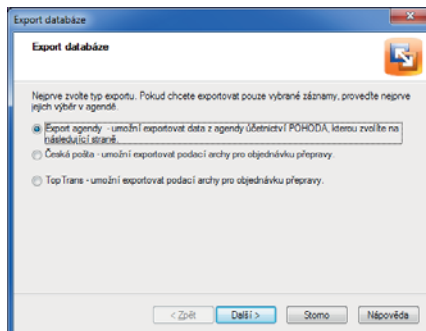 Export databáze
Export databáze
Nejprve zvolte typ exportu. Pokud chcete exportovat pouze vybrané záznamy, proveďte nejprve
jejich výběr v agendě.
Export agendy - umožní exportovat data z agendy účetnictví POHODA, kterou zvolíte na
následující straně.
Česká pošta - umožní exportovat podací archy pro objednávku přepravy.
TopTrans - umožní exportovat podací archy pro objednávku přepravy.
< Zpět Další > Storno Nápověda